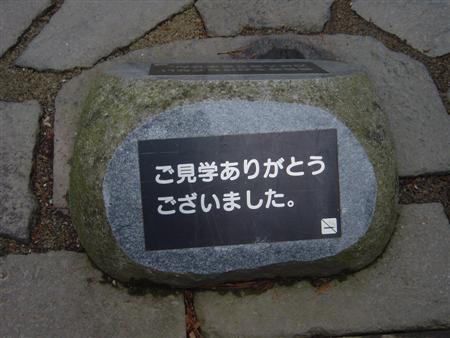 ご見学ありがとう
ございました。